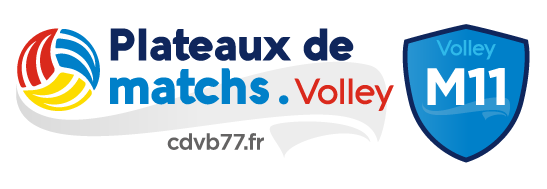 Plateaux de
matchs . Volley
cdvb77.fr
Volley
M11